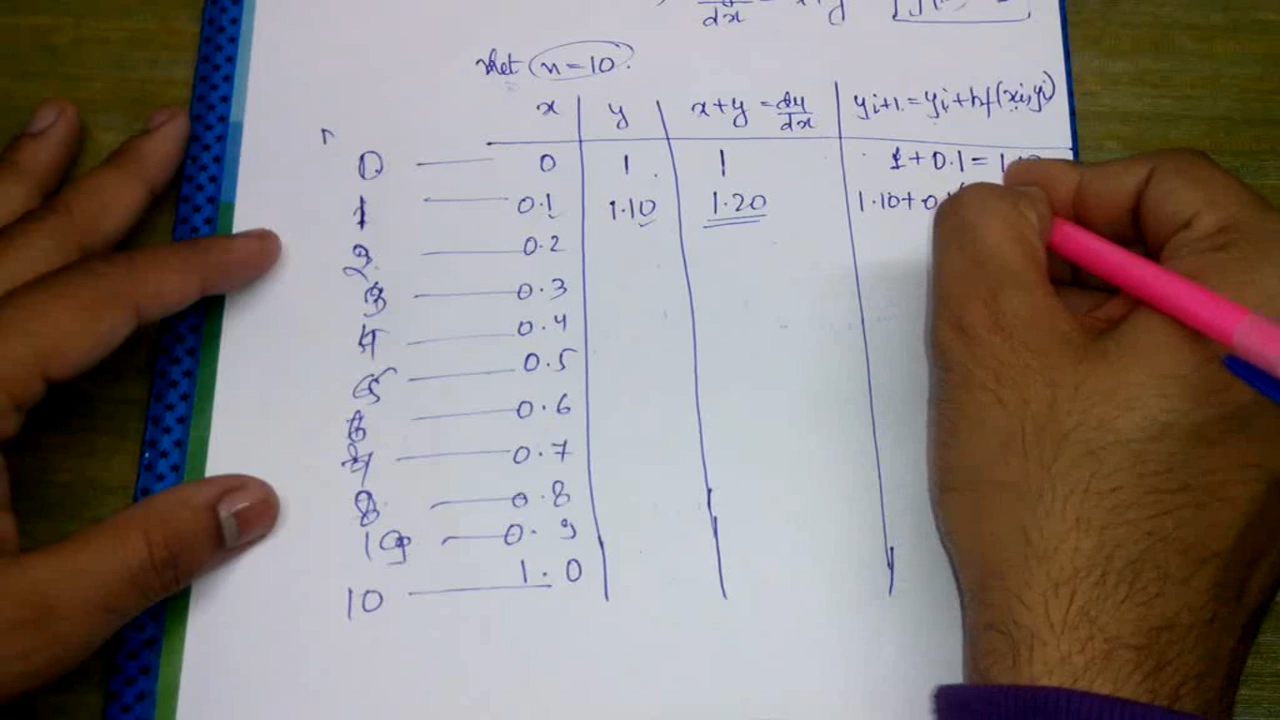 dx
Let n=10.
x y x+y = dy/dx yi+1 = yi+hf(xi,yi)
0 0 1 1 1+0.1=
1 0.1 1.10 1.20 1.10+0.
2 0.2
3 0.3
4 0.4
5 0.5
6 0.6
7 0.7
8 0.8
0.9
10 1.0